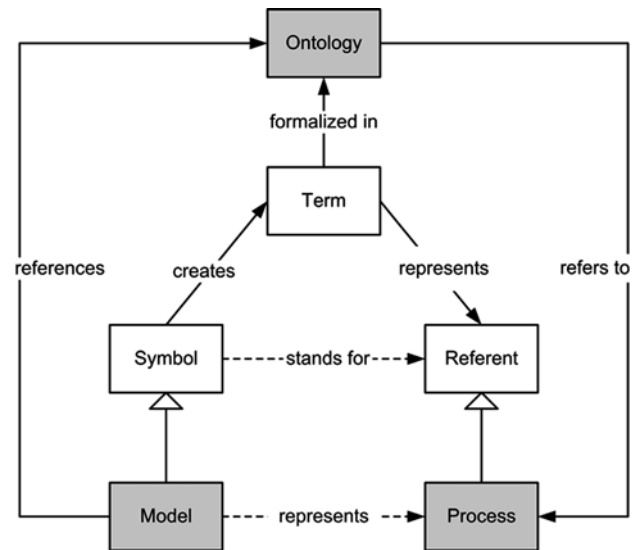 Ontology
formalized in
Term
references
creates
represents
refers to
Symbol
stands for
Referent
Model
represents
Process